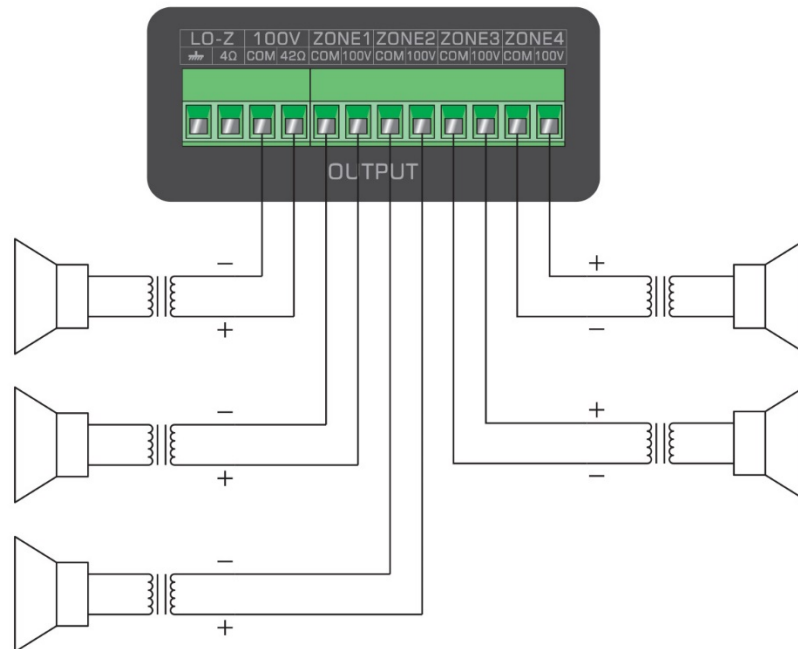 LO-Z 100V ZONE1 ZONE2 ZONE3 ZONE4
4Ω COM 42Ω COM 100V COM 100V COM 100V COM 100V
OUTPUT
− +
+ −
− +
+ −
− +